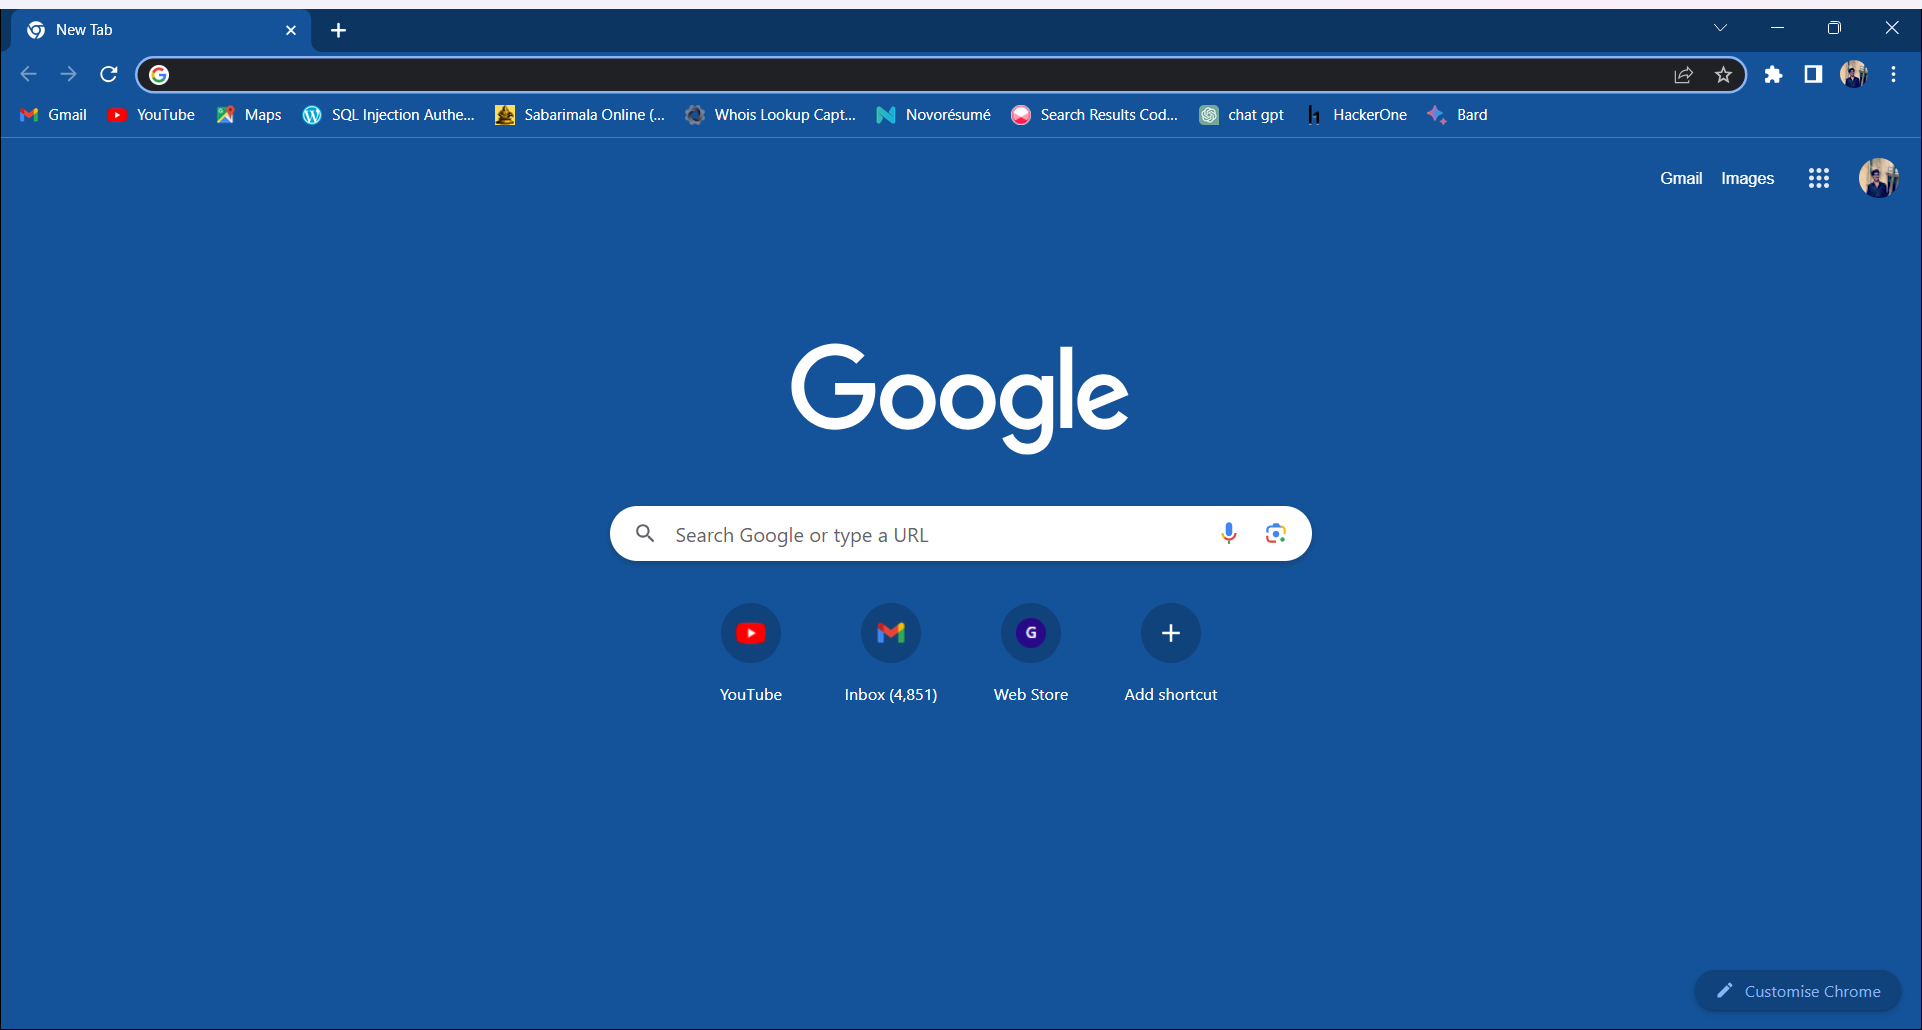 New Tab
Gmail YouTube Maps SQL Injection Authe... Sabarimala Online (... Whois Lookup Capt... Novorésumé Search Results Cod... chat gpt HackerOne Bard
Gmail Images
Google
Search Google or type a URL
G
YouTube Inbox (4,851) Web Store Add shortcut
Customise Chrome